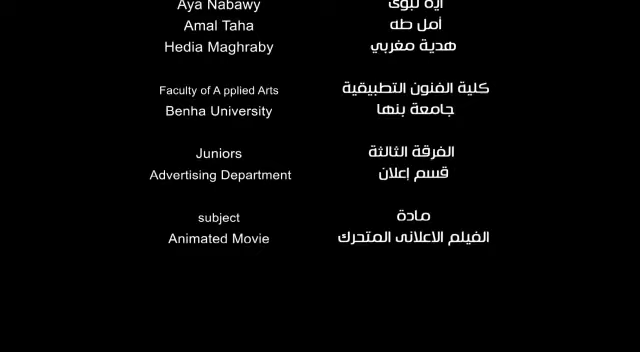 Aya Nabawy آية نبوى
Amal Taha أمل طه
Hedia Maghraby هدية مغربي
Faculty of A pplied Arts كلية الفنون التطبيقية
Benha University جامعة بنها
Juniors الفرقة الثالثة
Advertising Department قسم إعلان
subject مادة
Animated Movie الفيلم الاعلانى المتحرك